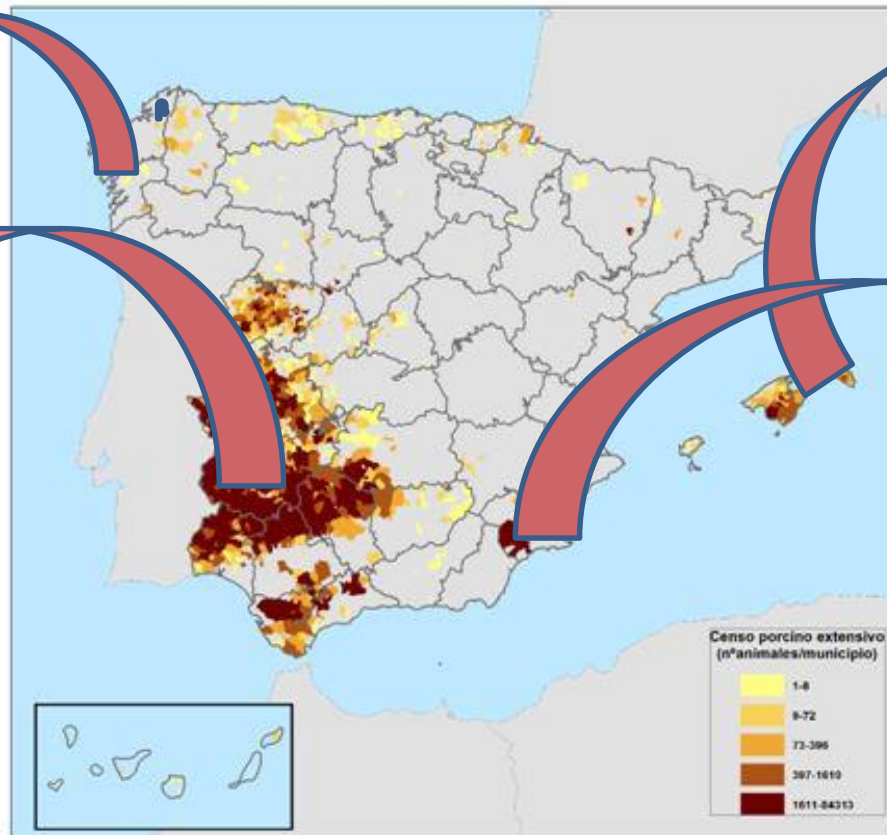 Censo porcino extensivo
(nºanimales/municipio)
1-8
9-72
73-396
397-1610
1611-84313